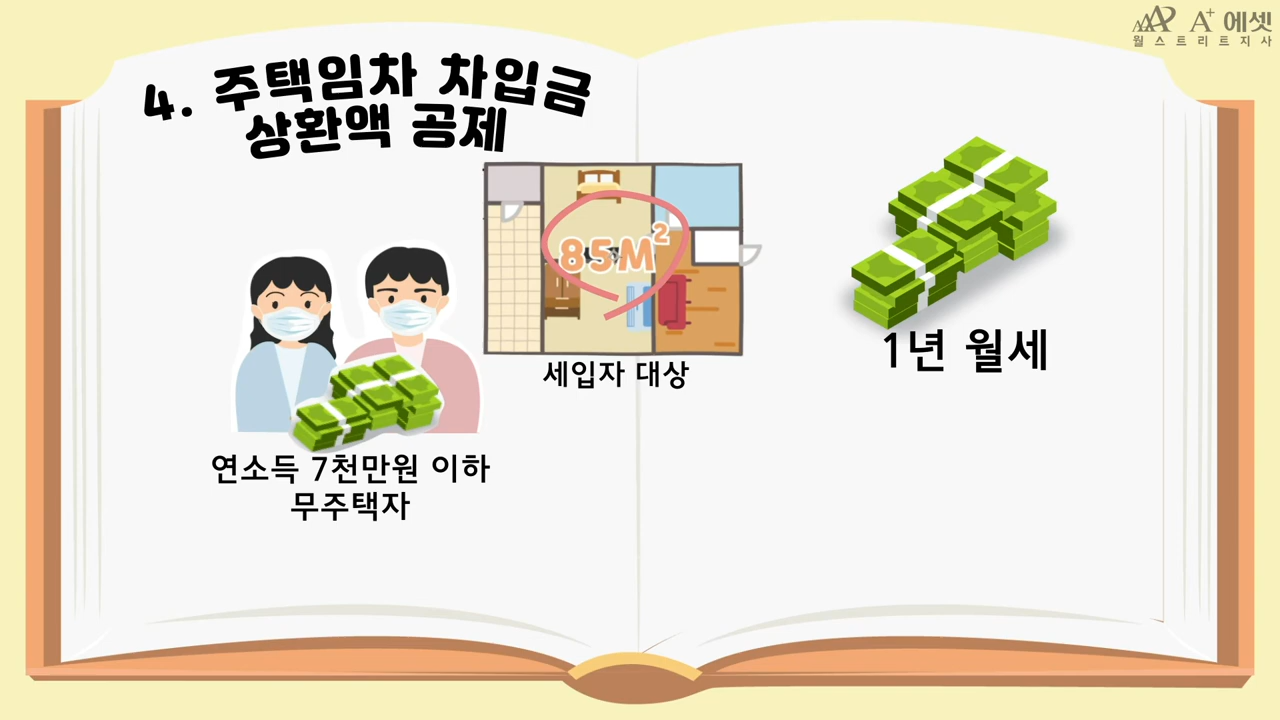 A+ 에셋
월스트리트지사
4. 주택임차 차입금
상환액 공제
85M²
세입자 대상
1년 월세
연소득 7천만원 이하
무주택자